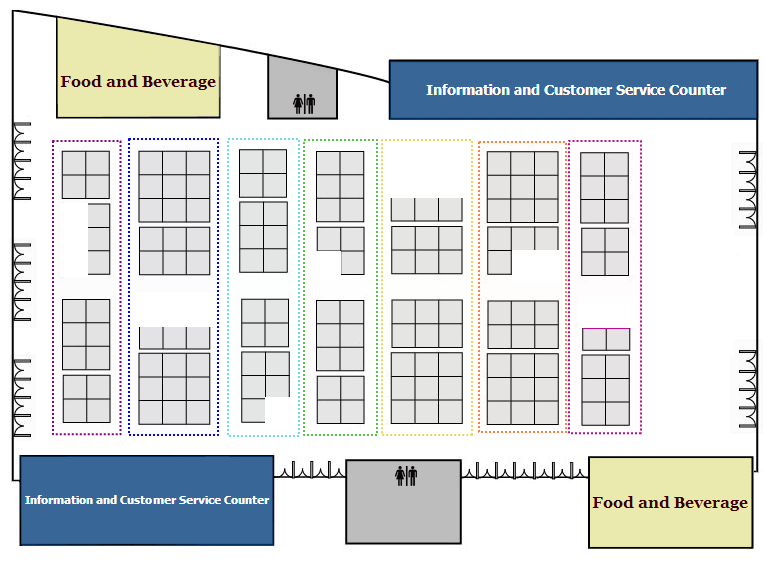 Food and Beverage
Information and Customer Service Counter
Information and Customer Service Counter
Food and Beverage